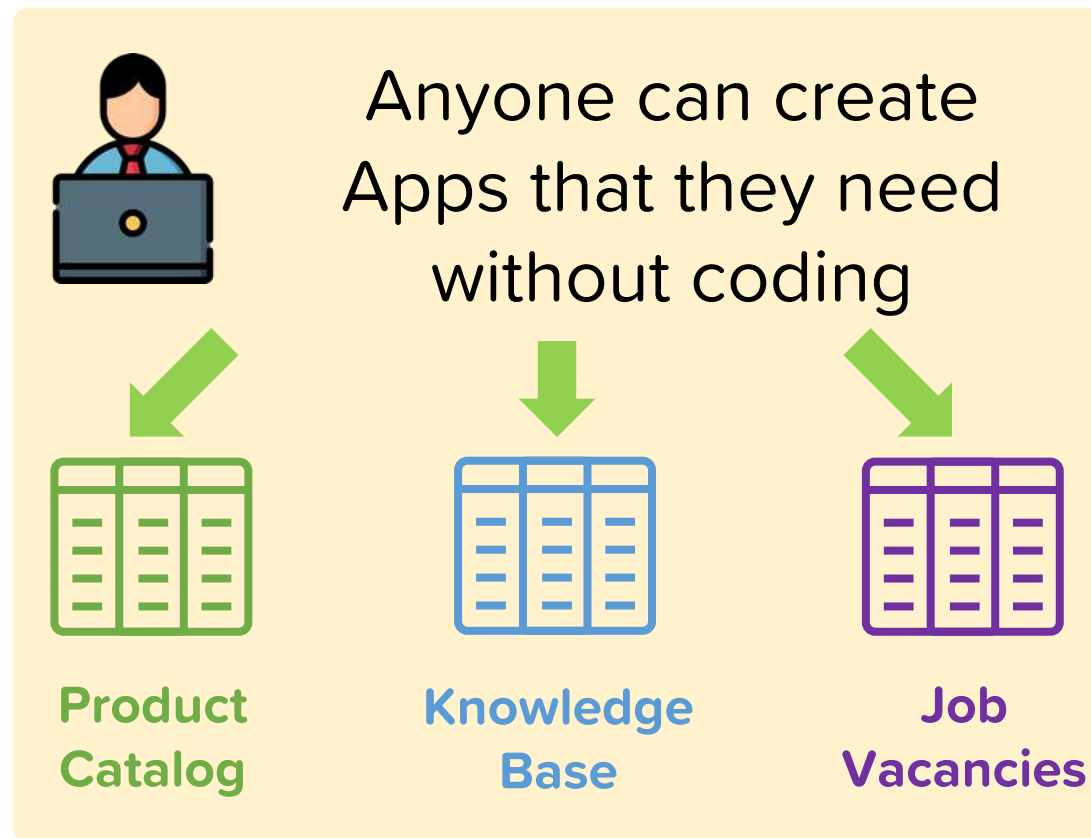 Anyone can create
Apps that they need
without coding
Product
Catalog
Knowledge
Base
Job
Vacancies